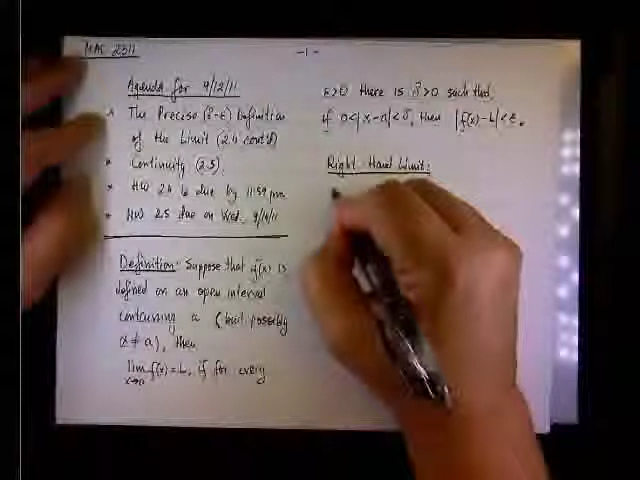 MAC 2311
-1-
Agenda for 9/12/11
* The Precise (δ-ε) Definition
of the Limit (2.4 cont'd)
* Continuity (2.5).
* HW 2.4 is due by 11:59 pm
* HW 2.5 due on Wed. 9/14/11
Definition: Suppose that f(x) is
defined on an open interval
containing a (but possibly
x ≠ a), then
lim f(x) = L, if for every
x→a
ε>0 there is δ>0 such that
if 0<|x-a|<δ, then |f(x)-L|<ε.
Right-Hand Limit: